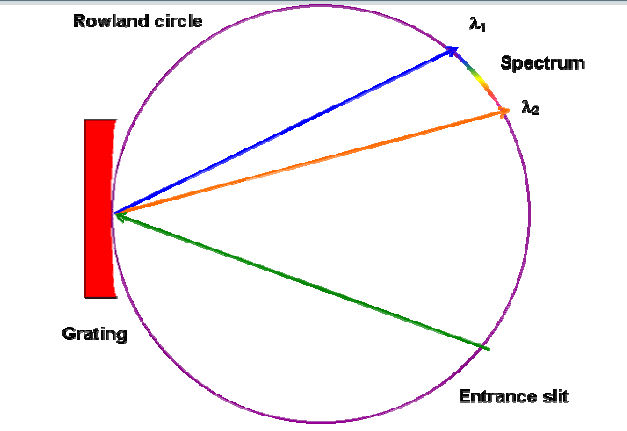 Rowland circle
λ1
Spectrum
λ2
Grating
Entrance slit